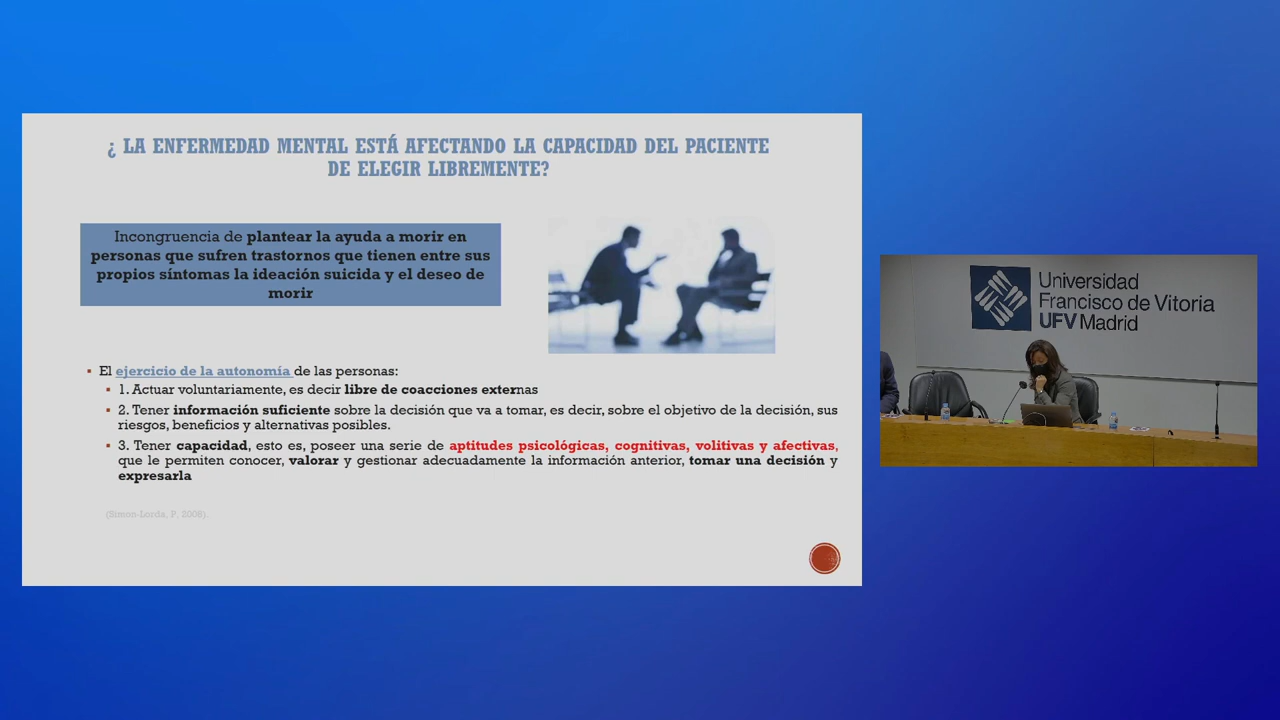 ¿ LA ENFERMEDAD MENTAL ESTÁ AFECTANDO LA CAPACIDAD DEL PACIENTE
DE ELEGIR LIBREMENTE?
Incongruencia de plantear la ayuda a morir en
personas que sufren trastornos que tienen entre sus
propios síntomas la ideación suicida y el deseo de
morir
El ejercicio de la autonomía de las personas:
1. Actuar voluntariamente, es decir libre de coacciones externas
2. Tener información suficiente sobre la decisión que va a tomar, es decir, sobre el objetivo de la decisión, sus
riesgos, beneficios y alternativas posibles.
3. Tener capacidad, esto es, poseer una serie de aptitudes psicológicas, cognitivas, volitivas y afectivas,
que le permiten conocer, valorar y gestionar adecuadamente la información anterior, tomar una decisión y
expresarla
(Simon-Lorda, P. 2008).
Universidad
Francisco de Vitoria
UFV Madrid